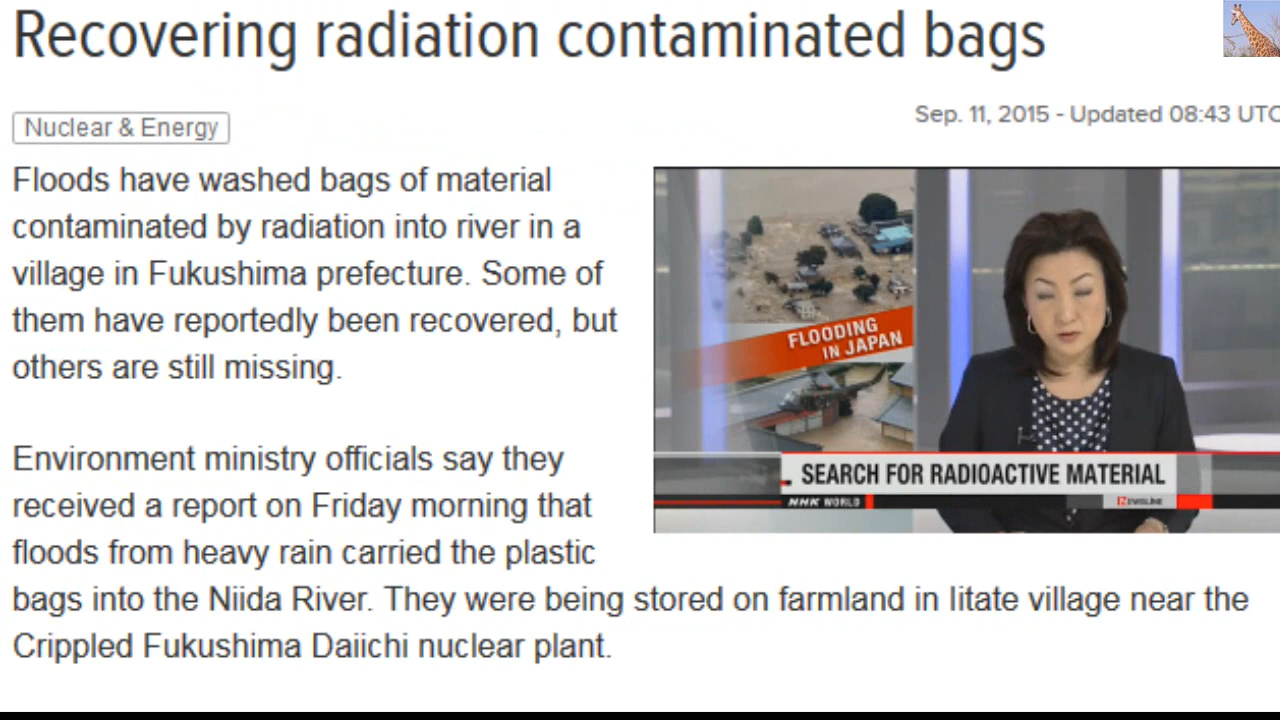 Recovering radiation contaminated bags
Nuclear & Energy
Sep. 11, 2015 - Updated 08:43 UTC
Floods have washed bags of material
contaminated by radiation into river in a
village in Fukushima prefecture. Some of
them have reportedly been recovered, but
others are still missing.
Environment ministry officials say they
received a report on Friday morning that
floods from heavy rain carried the plastic
bags into the Niida River. They were being stored on farmland in Iitate village near the
Crippled Fukushima Daiichi nuclear plant.
FLOODING
IN JAPAN
SEARCH FOR RADIOACTIVE MATERIAL
NHK WORLD
NEWSLINE